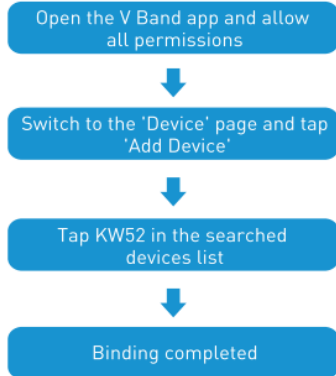 Open the V Band app and allow
all permissions
Switch to the 'Device' page and tap
'Add Device'
Tap KW52 in the searched
devices list
Binding completed